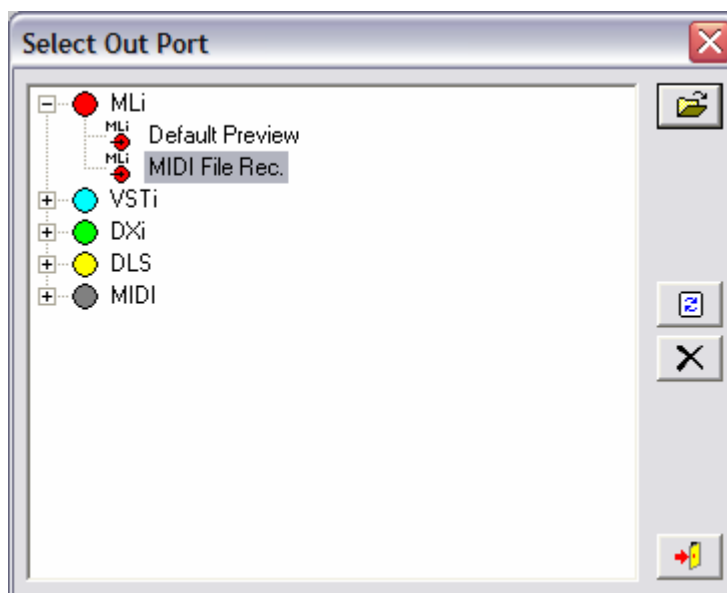 Select Out Port
MLi
MLi Default Preview
MLi MIDI File Rec.
VSTi
DXi
DLS
MIDI